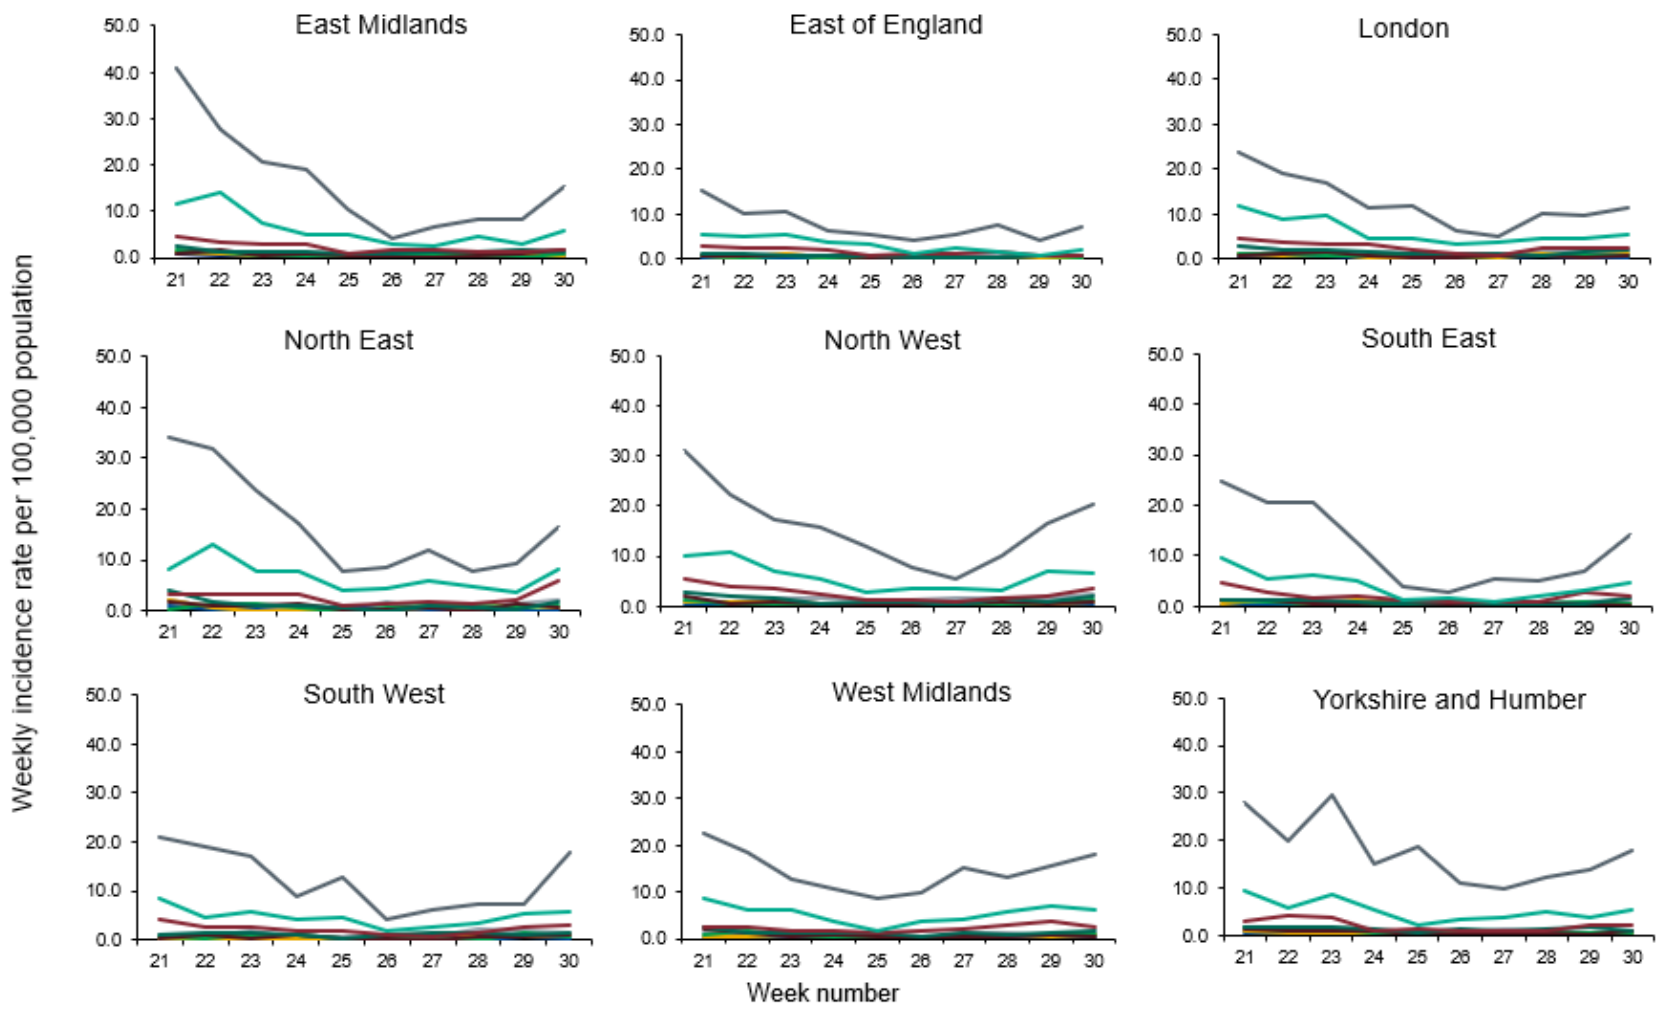 Weekly incidence rate per 100,000 population
East Midlands
50.0
40.0
30.0
20.0
10.0
0.0
21 22 23 24 25 26 27 28 29 30
East of England
50.0
40.0
30.0
20.0
10.0
0.0
21 22 23 24 25 26 27 28 29 30
London
50.0
40.0
30.0
20.0
10.0
0.0
21 22 23 24 25 26 27 28 29 30
North East
50.0
40.0
30.0
20.0
10.0
0.0
21 22 23 24 25 26 27 28 29 30
North West
50.0
40.0
30.0
20.0
10.0
0.0
21 22 23 24 25 26 27 28 29 30
South East
50.0
40.0
30.0
20.0
10.0
0.0
21 22 23 24 25 26 27 28 29 30
South West
50.0
40.0
30.0
20.0
10.0
0.0
21 22 23 24 25 26 27 28 29 30
West Midlands
50.0
40.0
30.0
20.0
10.0
0.0
21 22 23 24 25 26 27 28 29 30
Yorkshire and Humber
50.0
40.0
30.0
20.0
10.0
0.0
21 22 23 24 25 26 27 28 29 30
Week number